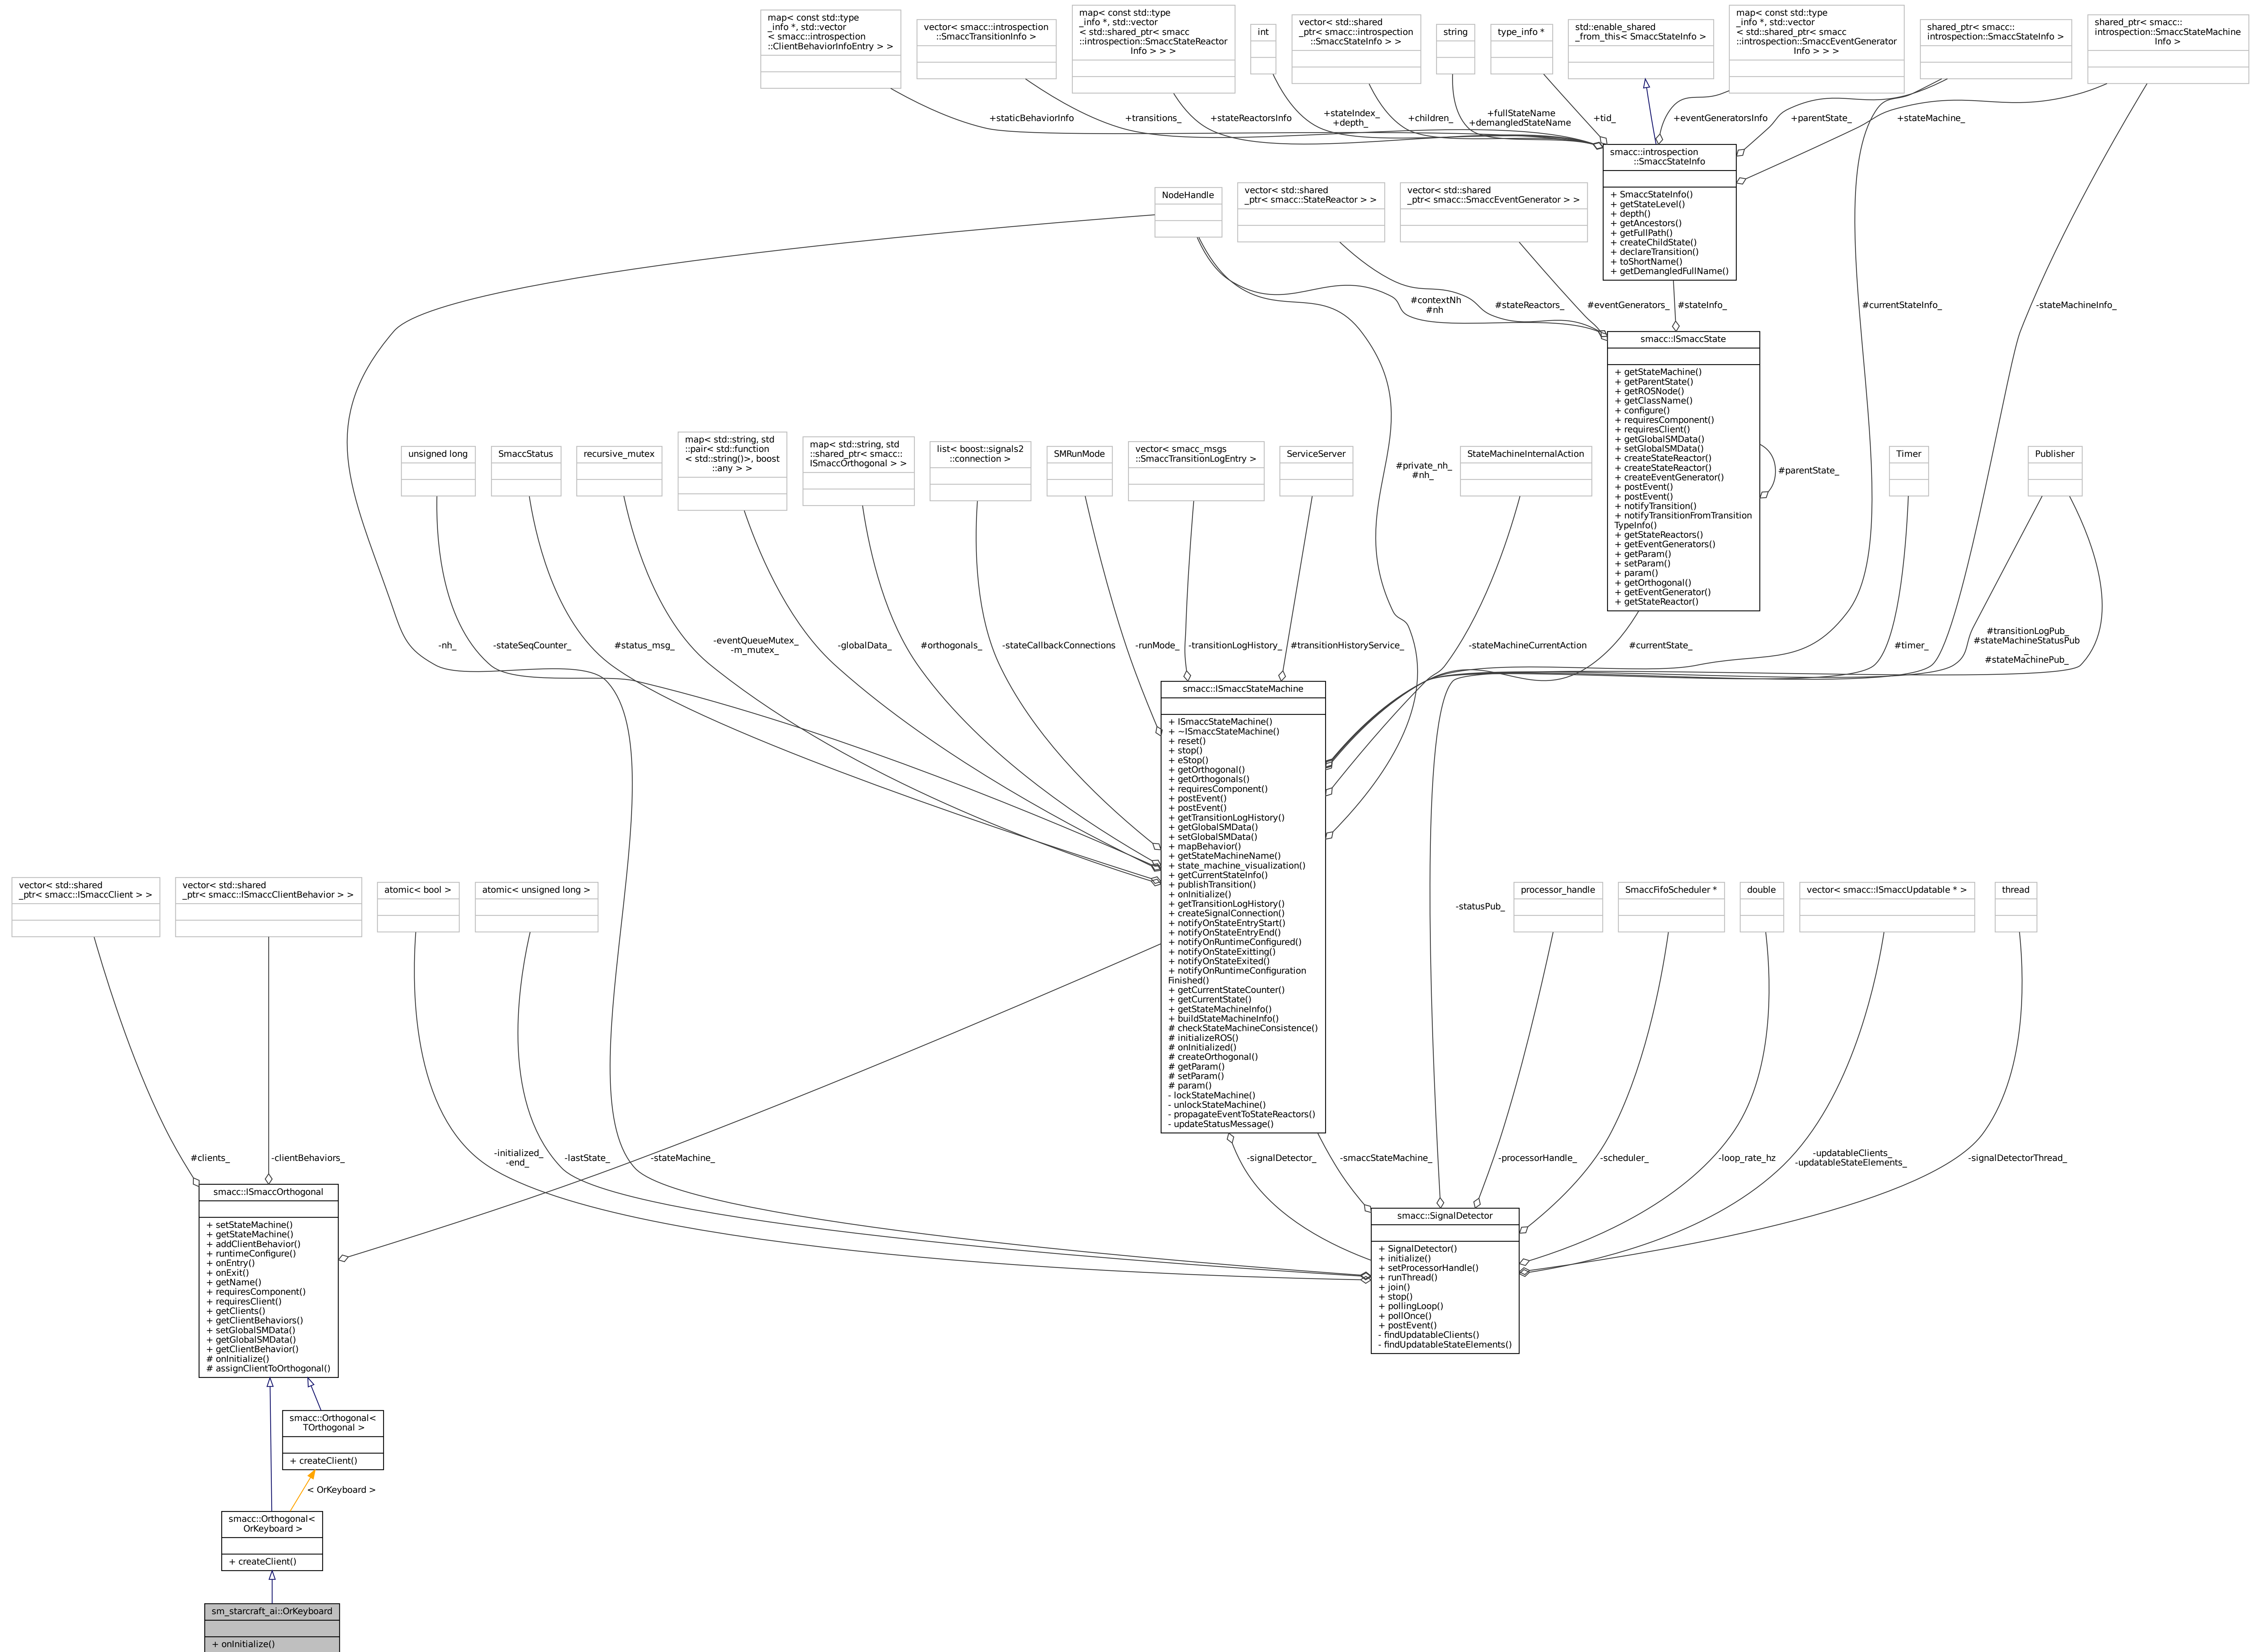 map< const std::type
_info *, std::vector
< smacc::introspection
::ClientBehaviorInfoEntry > >
vector< smacc::introspection
::SmaccTransitionInfo >
map< const std::type
_info *, std::vector
< std::shared_ptr< smacc
::introspection::SmaccStateReactor
Info > > >
int
vector< std::shared
_ptr< smacc::introspection
::SmaccStateInfo > >
string
type_info *
std::enable_shared
_from_this< SmaccStateInfo >
map< const std::type
_info *, std::vector
< std::shared_ptr< smacc
::introspection::SmaccEventGenerator
Info > > >
shared_ptr< smacc::
introspection::SmaccStateInfo >
shared_ptr< smacc::
introspection::SmaccStateMachine
Info >
+staticBehaviorInfo
+transitions_
+stateReactorsInfo
+stateIndex_
+depth_
+children_
+fullStateName
+demangledStateName
+tid_
+eventGeneratorsInfo
+parentState_
+stateMachine_
smacc::introspection
::SmaccStateInfo
+ SmaccStateInfo()
+ getStateLevel()
+ depth()
+ getAncestors()
+ getFullPath()
+ createChildState()
+ declareTransition()
+ toShortName()
+ getDemangledFullName()
NodeHandle
vector< std::shared
_ptr< smacc::StateReactor > >
vector< std::shared
_ptr< smacc::SmaccEventGenerator > >
#contextNh
#nh
#stateReactors_
#eventGenerators_
#stateInfo_
#currentStateInfo_
-stateMachineInfo_
smacc::ISmaccState
+ getStateMachine()
+ getParentState()
+ getROSNode()
+ getClassName()
+ configure()
+ requiresComponent()
+ requiresClient()
+ getGlobalSMData()
+ setGlobalSMData()
+ createStateReactor()
+ createStateReactor()
+ createEventGenerator()
+ postEvent()
+ postEvent()
+ notifyTransition()
+ notifyTransitionFromTransition
TypeInfo()
+ getStateReactors()
+ getEventGenerators()
+ getParam()
+ setParam()
+ param()
+ getOrthogonal()
+ getEventGenerator()
+ getStateReactor()
#parentState_
unsigned long
SmaccStatus
recursive_mutex
map< std::string, std
::pair< std::function
< std::string()>, boost
::any > >
map< std::string, std
::shared_ptr< smacc::
ISmaccOrthogonal > >
list< boost::signals2
::connection >
SMRunMode
vector< smacc_msgs
::SmaccTransitionLogEntry >
ServiceServer
#private_nh_
#nh_
StateMachineInternalAction
Timer
Publisher
-nh_
-stateSeqCounter_
#status_msg_
-eventQueueMutex_
-m_mutex_
-globalData_
#orthogonals_
-stateCallbackConnections
-runMode_
-transitionLogHistory_
#transitionHistoryService_
-stateMachineCurrentAction
#currentState_
#timer_
#transitionLogPub_
#stateMachineStatusPub
_
#stateMachinePub_
smacc::ISmaccStateMachine
+ ISmaccStateMachine()
+ ~ISmaccStateMachine()
+ reset()
+ stop()
+ eStop()
+ getOrthogonal()
+ getOrthogonals()
+ requiresComponent()
+ postEvent()
+ postEvent()
+ getTransitionLogHistory()
+ getGlobalSMData()
+ setGlobalSMData()
+ mapBehavior()
+ getStateMachineName()
+ state_machine_visualization()
+ getCurrentStateInfo()
+ publishTransition()
+ onInitialize()
+ getTransitionLogHistory()
+ createSignalConnection()
+ notifyOnStateEntryStart()
+ notifyOnStateEntryEnd()
+ notifyOnRuntimeConfigured()
+ notifyOnStateExitting()
+ notifyOnStateExited()
+ notifyOnRuntimeConfiguration
Finished()
+ getCurrentStateCounter()
+ getCurrentState()
+ getStateMachineInfo()
+ buildStateMachineInfo()
# checkStateMachineConsistence()
# initializeROS()
# onInitialized()
# createOrthogonal()
# getParam()
# setParam()
# param()
- lockStateMachine()
- unlockStateMachine()
- propagateEventToStateReactors()
- updateStatusMessage()
vector< std::shared
_ptr< smacc::ISmaccClient > >
vector< std::shared
_ptr< smacc::ISmaccClientBehavior > >
atomic< bool >
atomic< unsigned long >
-statusPub_
processor_handle
SmaccFifoScheduler *
double
vector< smacc::ISmaccUpdatable * >
thread
#clients_
-clientBehaviors_
-initialized_
-end_
-lastState_
-stateMachine_
-signalDetector_
-smaccStateMachine_
-processorHandle_
-scheduler_
-loop_rate_hz
-updatableClients_
-updatableStateElements_
-signalDetectorThread_
smacc::ISmaccOrthogonal
+ setStateMachine()
+ getStateMachine()
+ addClientBehavior()
+ runtimeConfigure()
+ onEntry()
+ onExit()
+ getName()
+ requiresComponent()
+ requiresClient()
+ getClients()
+ getClientBehaviors()
+ setGlobalSMData()
+ getGlobalSMData()
+ getClientBehavior()
# onInitialize()
# assignClientToOrthogonal()
smacc::SignalDetector
+ SignalDetector()
+ initialize()
+ setProcessorHandle()
+ runThread()
+ join()
+ stop()
+ pollingLoop()
+ pollOnce()
+ postEvent()
- findUpdatableClients()
- findUpdatableStateElements()
smacc::Orthogonal<
TOrthogonal >
+ createClient()
< OrKeyboard >
smacc::Orthogonal<
OrKeyboard >
+ createClient()
sm_starcraft_ai::OrKeyboard
+ onInitialize()